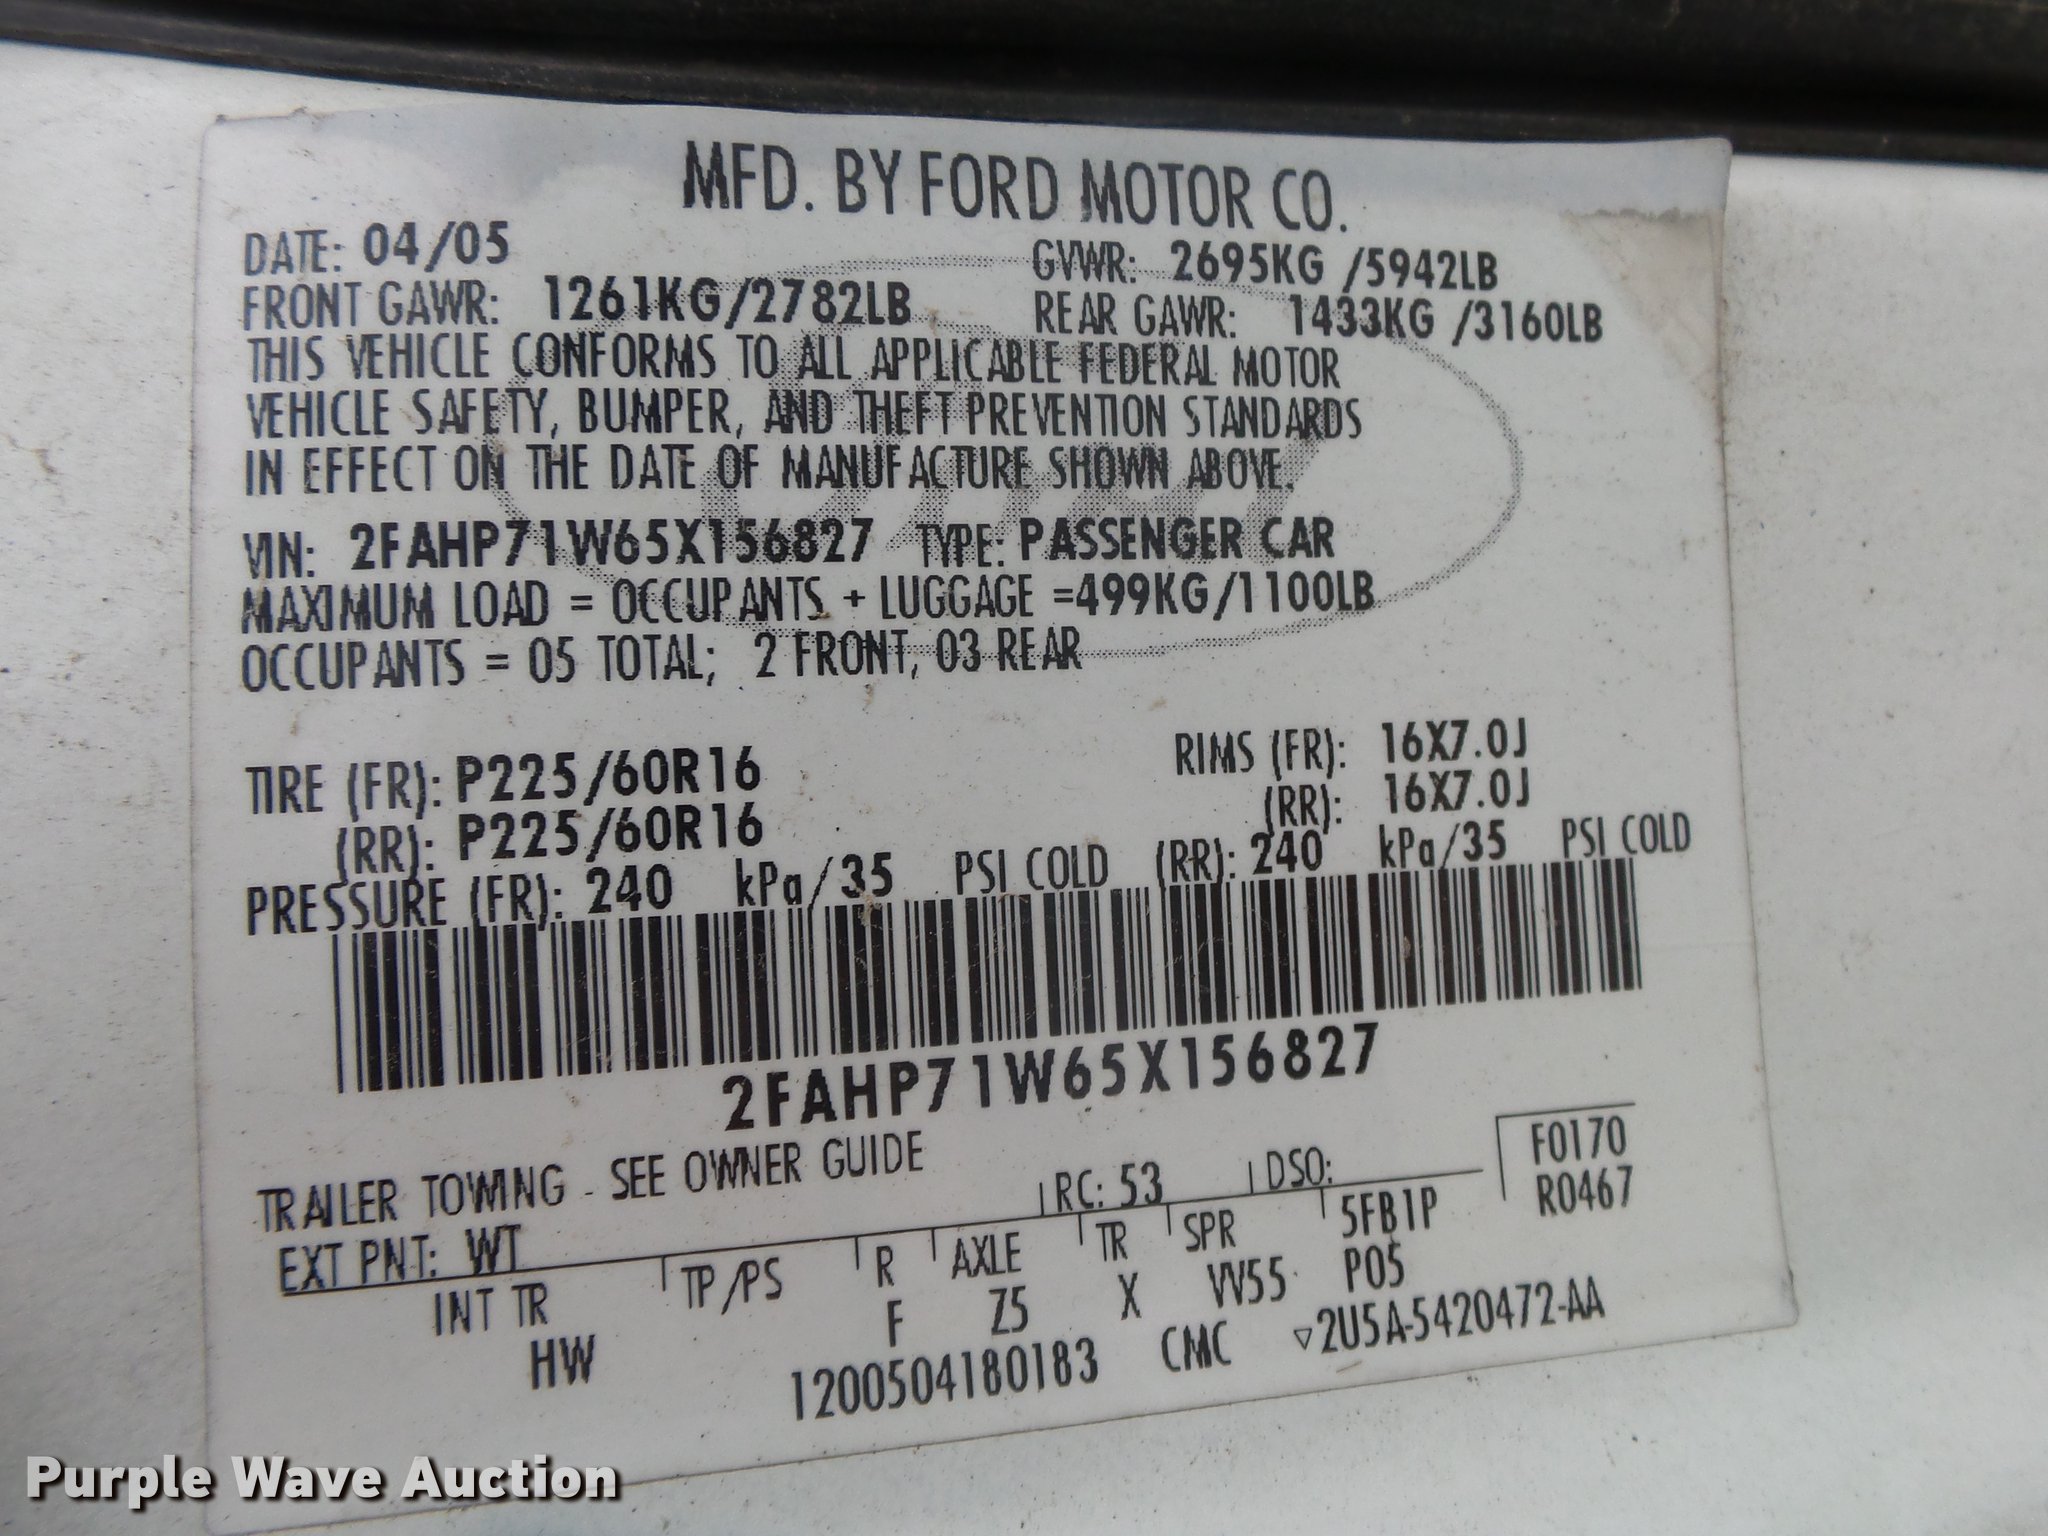 MFD. BY FORD MOTOR CO.
DATE: 04/05 GVWR: 2695KG /5942LB
FRONT GAWR: 1261KG/2782LB REAR GAWR: 1433KG /3160LB
THIS VEHICLE CONFORMS TO ALL APPLICABLE FEDERAL MOTOR
VEHICLE SAFETY, BUMPER, AND THEFT PREVENTION STANDARDS
IN EFFECT ON THE DATE OF MANUFACTURE SHOWN ABOVE.
VIN: 2FAHP71W65X156827 TYPE: PASSENGER CAR
MAXIMUM LOAD = OCCUPANTS + LUGGAGE =499KG/1100LB
OCCUPANTS = 05 TOTAL; 2 FRONT, 03 REAR
TIRE (FR): P225/60R16 RIMS (FR): 16X7.0J
(RR): P225/60R16 (RR): 16X7.0J
PRESSURE (FR): 240 kPa/35 PSI COLD (RR): 240 kPa/35 PSI COLD
2FAHP71W65X156827
TRAILER TOWING - SEE OWNER GUIDE
F0170
EXT PNT: WT RC: 53 DSO: R0467
INT TR TP/PS R AXLE TR SPR 5FB1P
HW F Z5 X VV55 P05
1200504180183 CMC ▽2U5A-5420472-AA
Purple Wave Auction